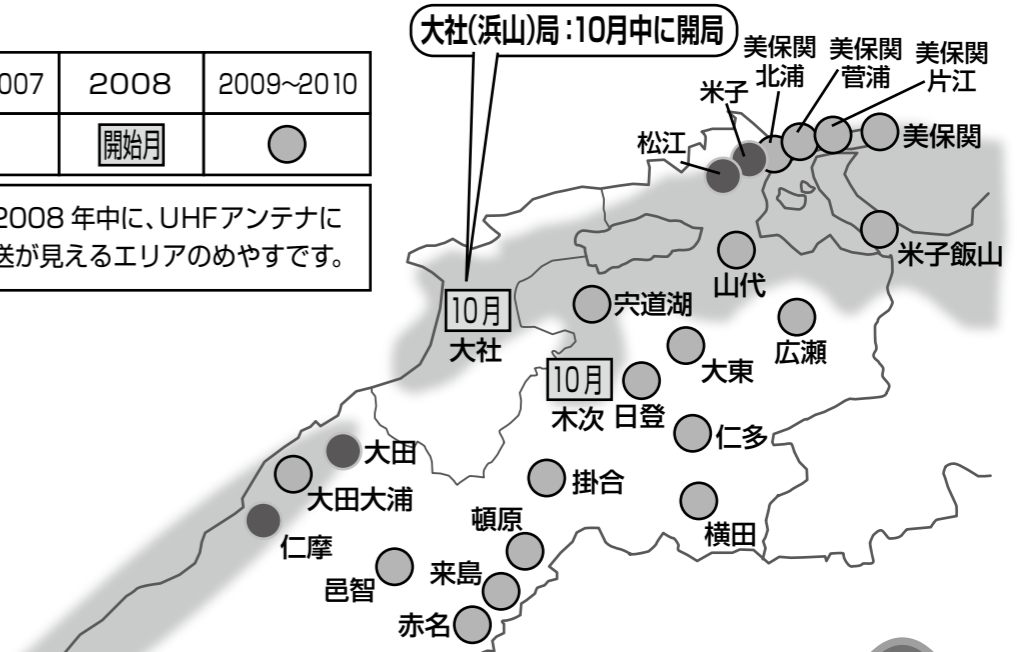 大社(浜山)局:10月中に開局
007
2008
2009~2010
開始月
2008年中に、UHFアンテナに
送が見えるエリアのめやすです。
美保関
北浦
美保関
菅浦
美保関
片江
米子
松江
美保関
米子飯山
山代
10月
大社
宍道湖
広瀬
大東
10月
木次
日登
仁多
大田
大田大浦
掛合
横田
頓原
仁摩
邑智
来島
赤名